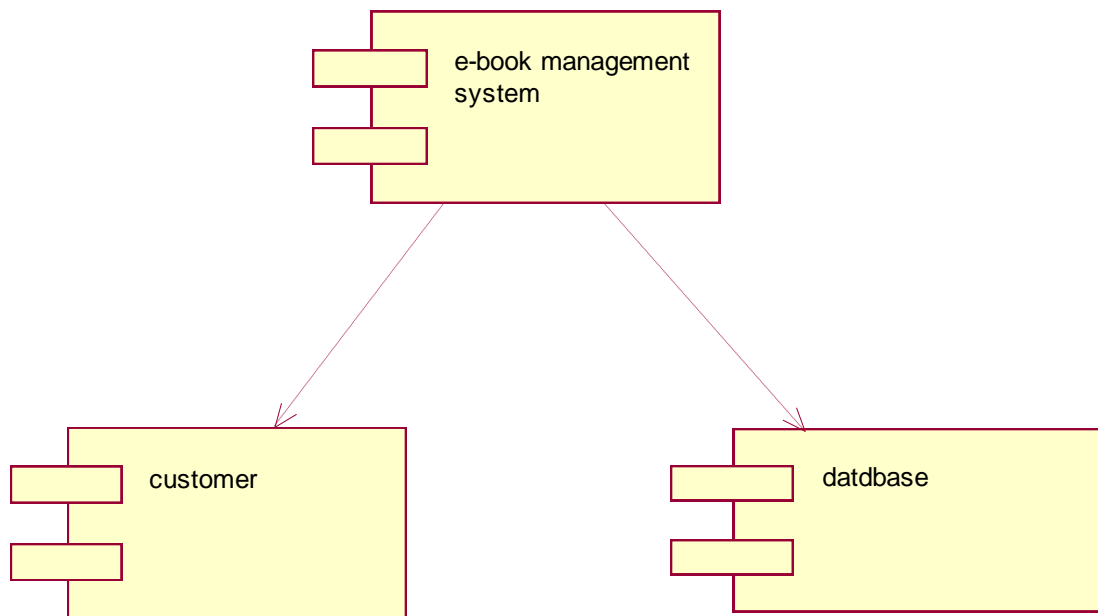 e-book management
system
customer
datdbase